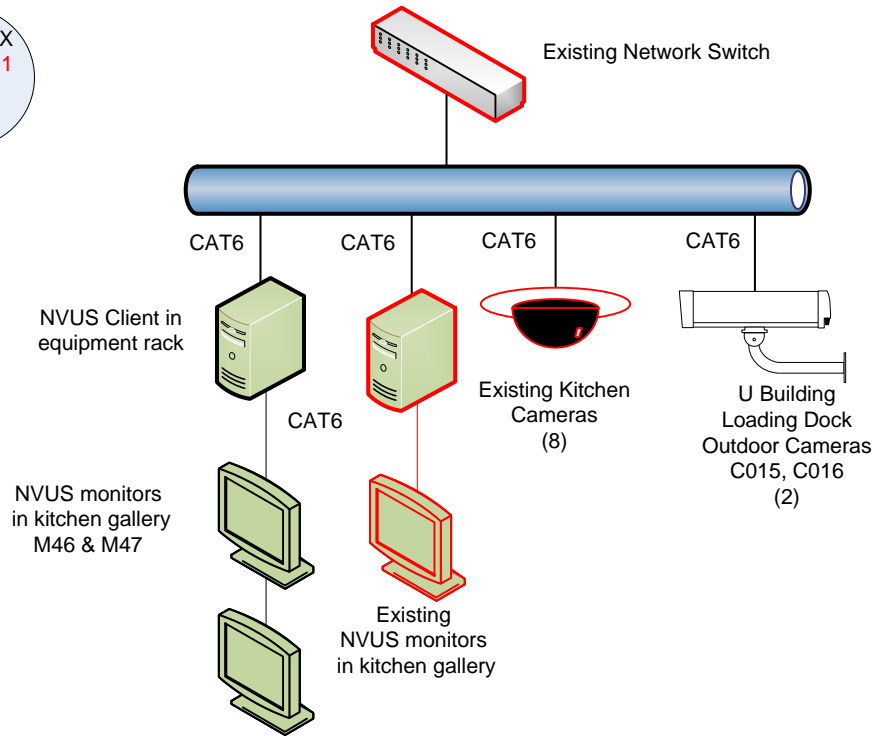 X
1
Existing Network Switch
CAT6
CAT6
CAT6
CAT6
NVUS Client in
equipment rack
CAT6
Existing Kitchen
Cameras
(8)
U Building
Loading Dock
Outdoor Cameras
C015, C016
(2)
NVUS monitors
in kitchen gallery
M46 & M47
Existing
NVUS monitors
in kitchen gallery